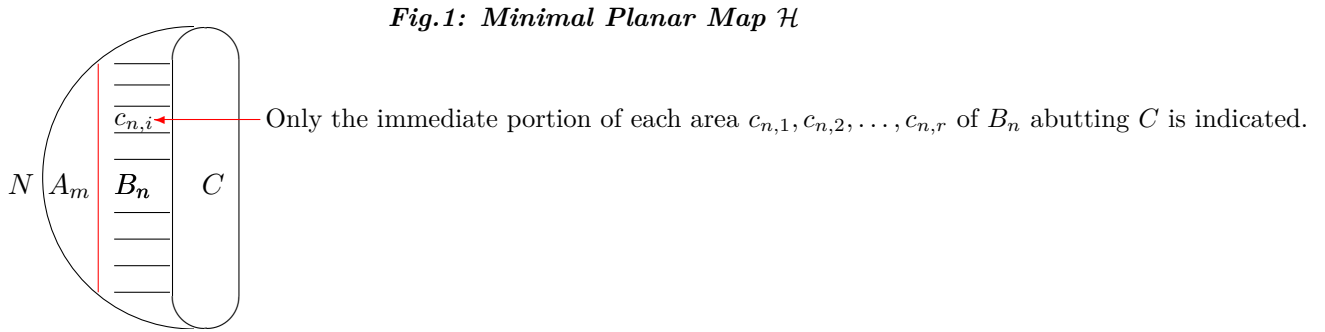 Fig.1: Minimal Planar Map ℋ
c_{n,i} Only the immediate portion of each area c_{n,1}, c_{n,2}, …, c_{n,r} of B_n abutting C is indicated.
N A_m B_n C